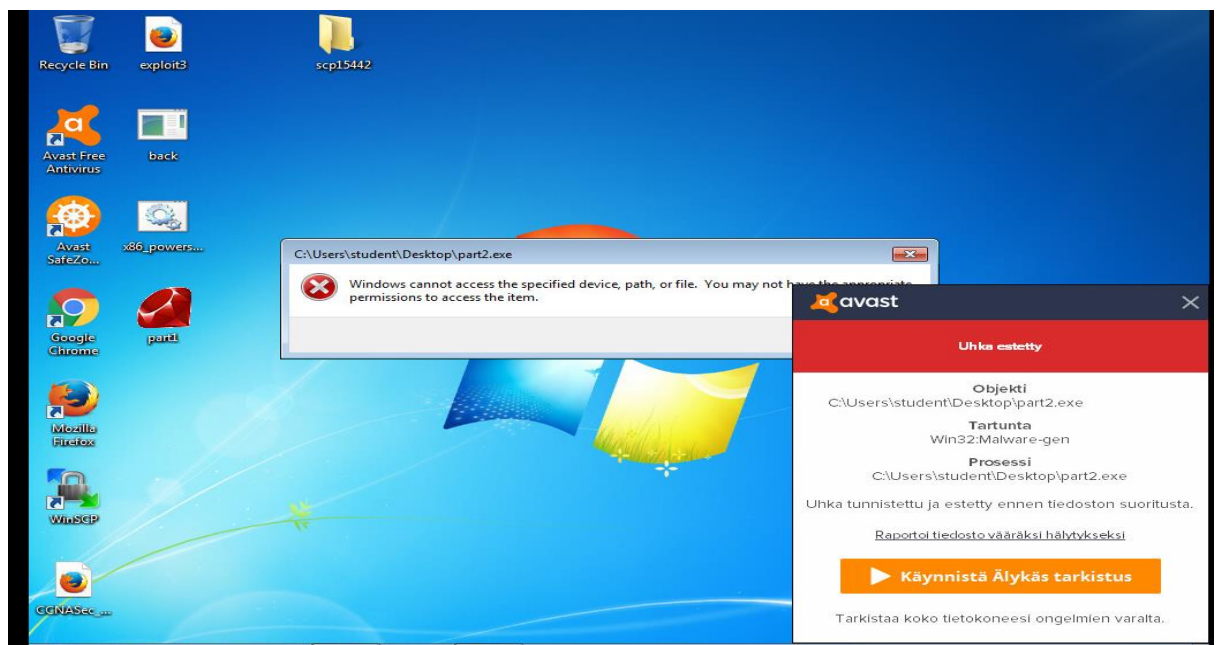 Recycle Bin
exploit3
scp15442
Avast Free
Antivirus
back
Avast
SafeZo...
x86_powers...
Google
Chrome
part1
Mozilla
Firefox
WinSCP
CGNASec_...
C:\Users\student\Desktop\part2.exe
Windows cannot access the specified device, path, or file. You may not have the appropriate
permissions to access the item.
avast
Uhka estetty
Objekti
C:\Users\student\Desktop\part2.exe
Tartunta
Win32:Malware-gen
Prosessi
C:\Users\student\Desktop\part2.exe
Uhka tunnistettu ja estetty ennen tiedoston suoritusta.
Raportoi tiedosto vääräksi hälytykseksi
Käynnistä Älykäs tarkistus
Tarkistaa koko tietokoneesi ongelmien varalta.